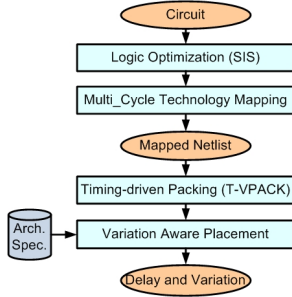 Circuit
Logic Optimization (SIS)
Multi_Cycle Technology Mapping
Mapped Netlist
Timing-driven Packing (T-VPACK)
Arch.
Spec.
Variation Aware Placement
Delay and Variation